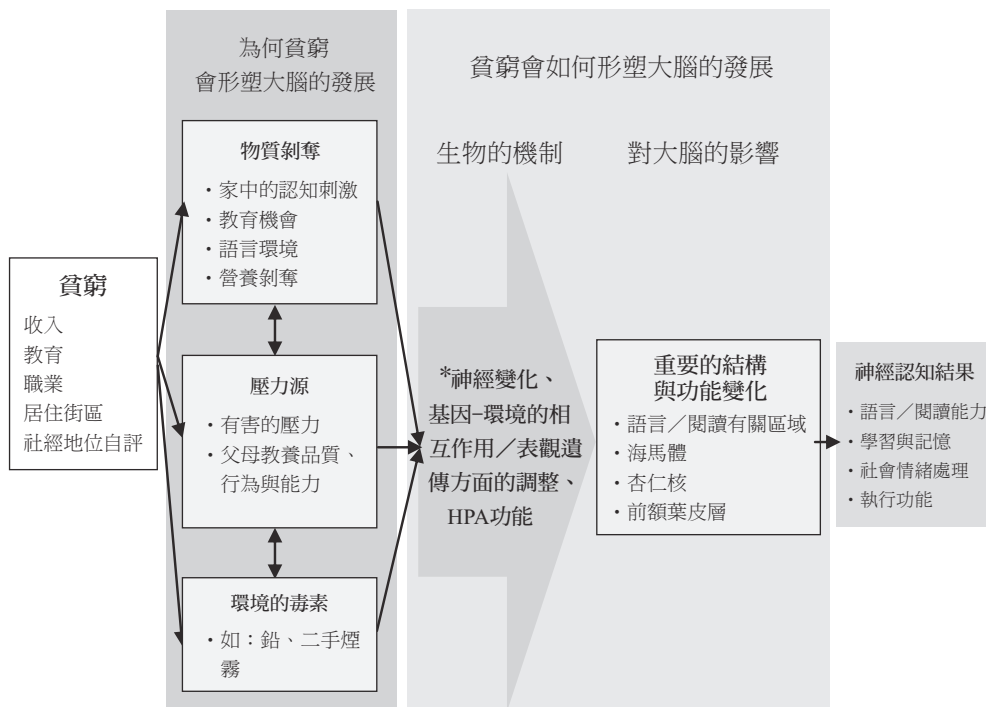 為何貧窮
會形塑大腦的發展
貧窮會如何形塑大腦的發展
生物的機制
對大腦的影響
貧窮
收入
教育
職業
居住街區
社經地位自評
物質剝奪
・家中的認知刺激
・教育機會
・語言環境
・營養剝奪
壓力源
・有害的壓力
・父母教養品質、
行為與能力
環境的毒素
・如：鉛、二手煙
霧
*神經變化、
基因-環境的相
互作用／表觀遺
傳方面的調整、
HPA功能
重要的結構
與功能變化
・語言／閱讀有關區域
・海馬體
・杏仁核
・前額葉皮層
神經認知結果
・語言／閱讀能力
・學習與記憶
・社會情緒處理
・執行功能